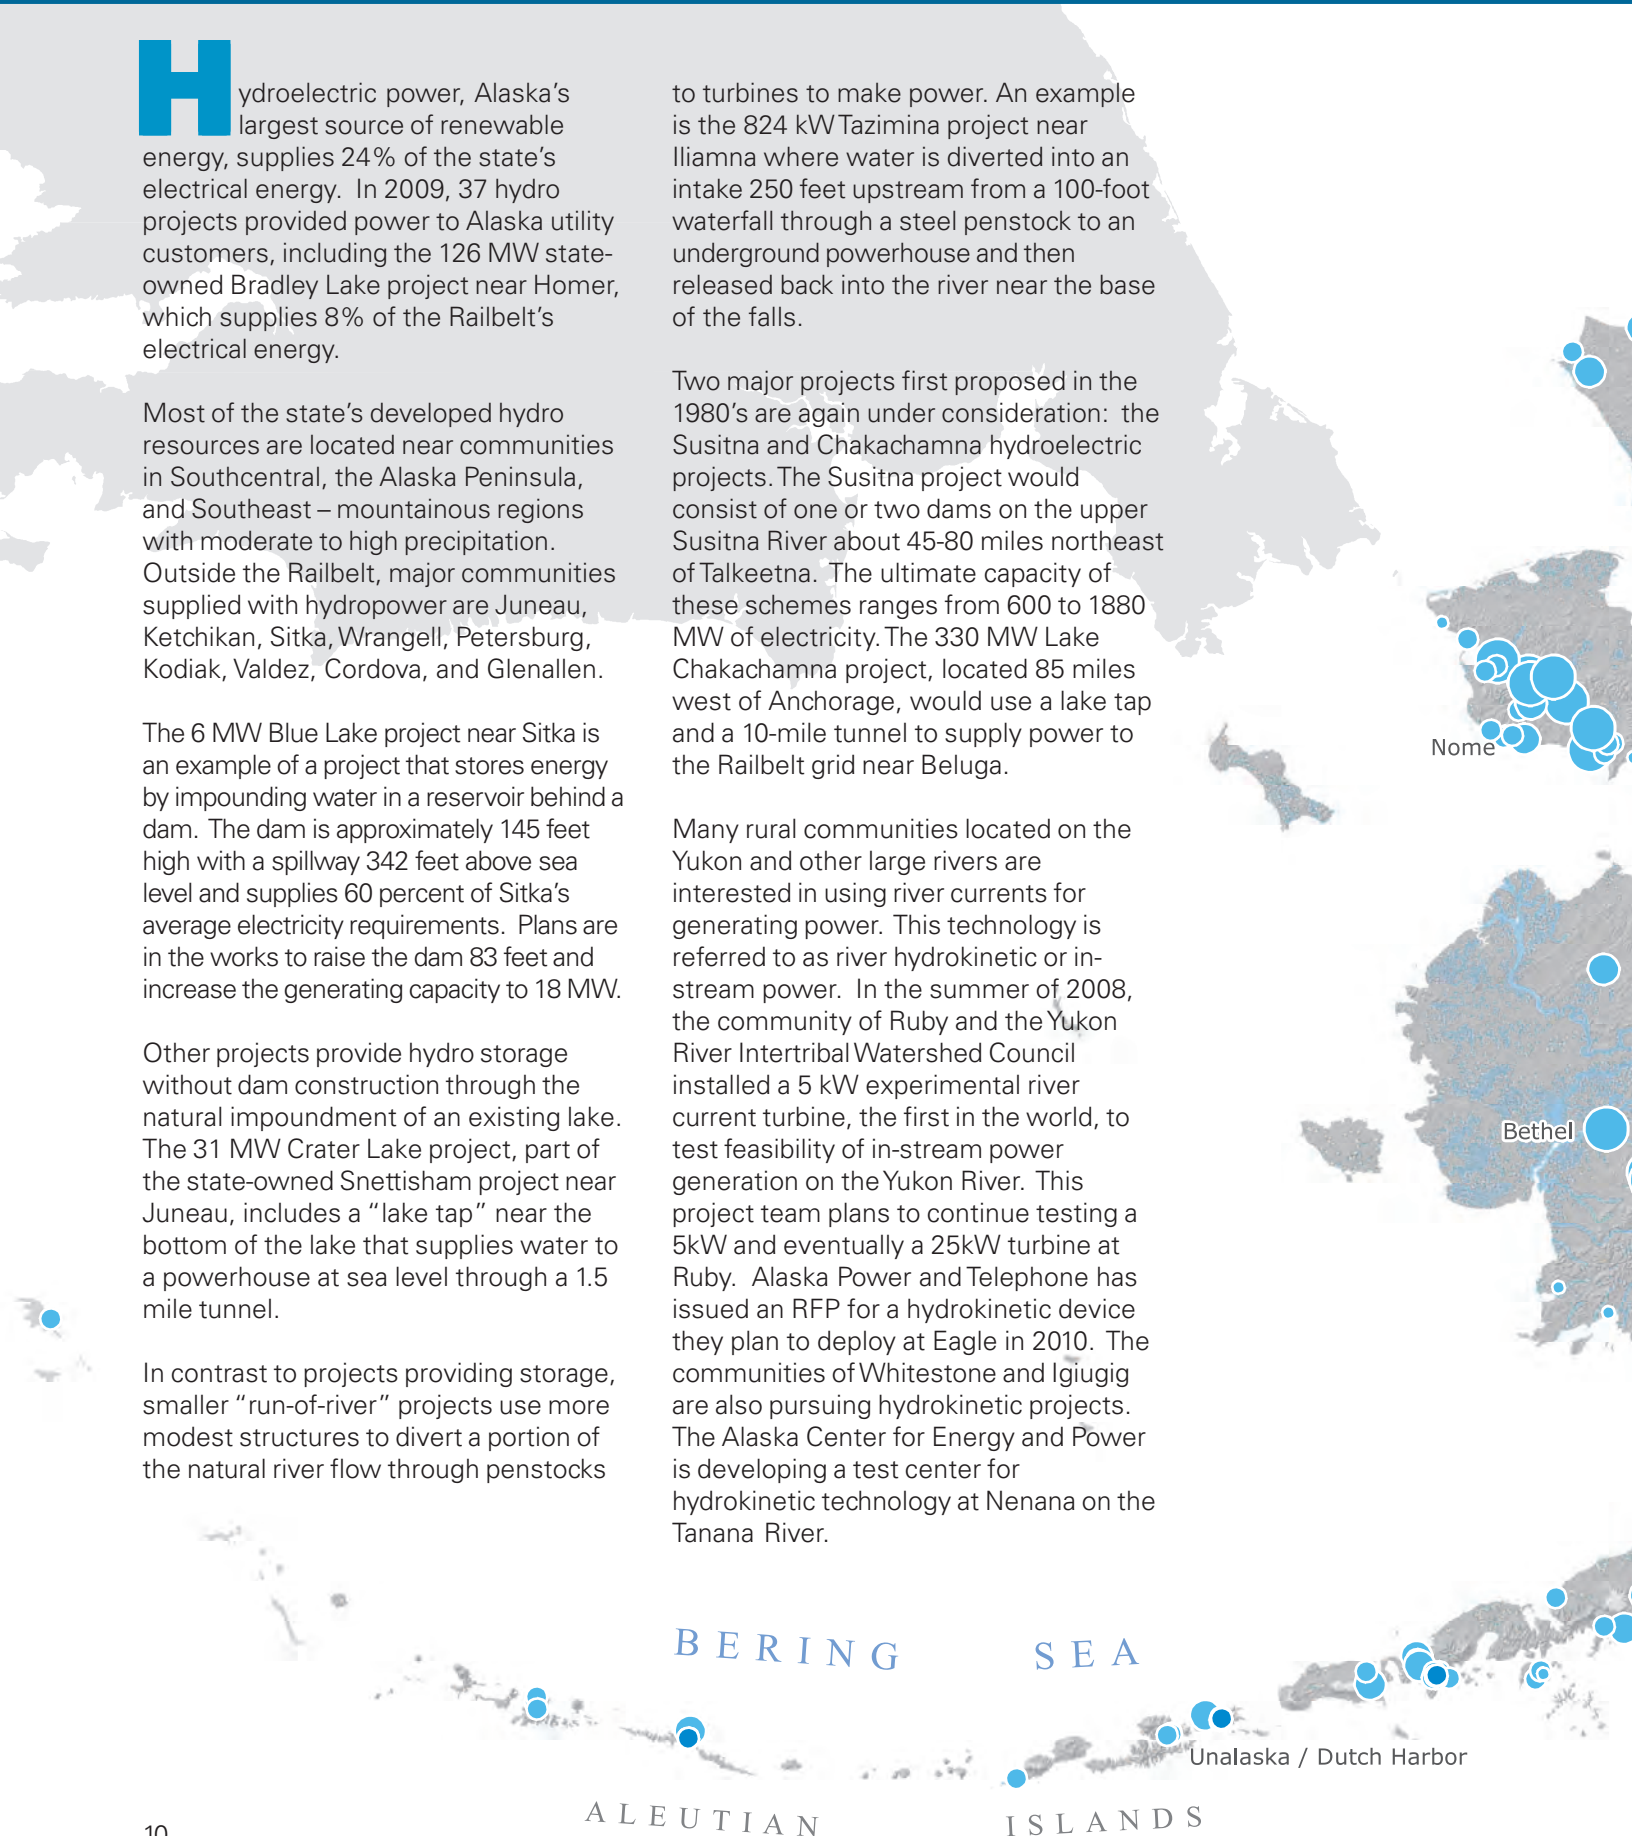 Hydroelectric power, Alaska's
largest source of renewable
energy, supplies 24% of the state's
electrical energy.  In 2009, 37 hydro
projects provided power to Alaska utility
customers, including the 126 MW state-
owned Bradley Lake project near Homer,
which supplies 8% of the Railbelt's
electrical energy.
Most of the state's developed hydro
resources are located near communities
in Southcentral, the Alaska Peninsula,
and Southeast – mountainous regions
with moderate to high precipitation.
Outside the Railbelt, major communities
supplied with hydropower are Juneau,
Ketchikan, Sitka, Wrangell, Petersburg,
Kodiak, Valdez, Cordova, and Glenallen.
The 6 MW Blue Lake project near Sitka is
an example of a project that stores energy
by impounding water in a reservoir behind a
dam.  The dam is approximately 145 feet
high with a spillway 342 feet above sea
level and supplies 60 percent of Sitka's
average electricity requirements.  Plans are
in the works to raise the dam 83 feet and
increase the generating capacity to 18 MW.
Other projects provide hydro storage
without dam construction through the
natural impoundment of an existing lake.
The 31 MW Crater Lake project, part of
the state-owned Snettisham project near
Juneau, includes a "lake tap" near the
bottom of the lake that supplies water to
a powerhouse at sea level through a 1.5
mile tunnel.
In contrast to projects providing storage,
smaller "run-of-river" projects use more
modest structures to divert a portion of
the natural river flow through penstocks
to turbines to make power. An example
is the 824 kW Tazimina project near
Iliamna where water is diverted into an
intake 250 feet upstream from a 100-foot
waterfall through a steel penstock to an
underground powerhouse and then
released back into the river near the base
of the falls.
Two major projects first proposed in the
1980's are again under consideration:  the
Susitna and Chakachamna hydroelectric
projects. The Susitna project would
consist of one or two dams on the upper
Susitna River about 45-80 miles northeast
of Talkeetna.  The ultimate capacity of
these schemes ranges from 600 to 1880
MW of electricity. The 330 MW Lake
Chakachamna project, located 85 miles
west of Anchorage, would use a lake tap
and a 10-mile tunnel to supply power to
the Railbelt grid near Beluga.
Many rural communities located on the
Yukon and other large rivers are
interested in using river currents for
generating power.  This technology is
referred to as river hydrokinetic or in-
stream power.  In the summer of 2008,
the community of Ruby and the Yukon
River Intertribal Watershed Council
installed a 5 kW experimental river
current turbine, the first in the world, to
test feasibility of in-stream power
generation on the Yukon River.  This
project team plans to continue testing a
5kW and eventually a 25kW turbine at
Ruby.  Alaska Power and Telephone has
issued an RFP for a hydrokinetic device
they plan to deploy at Eagle in 2010.  The
communities of Whitestone and Igiugig
are also pursuing hydrokinetic projects.
The Alaska Center for Energy and Power
is developing a test center for
hydrokinetic technology at Nenana on the
Tanana River.
Nome
Bethel
BERING SEA
Unalaska / Dutch Harbor
ALEUTIAN ISLANDS
10